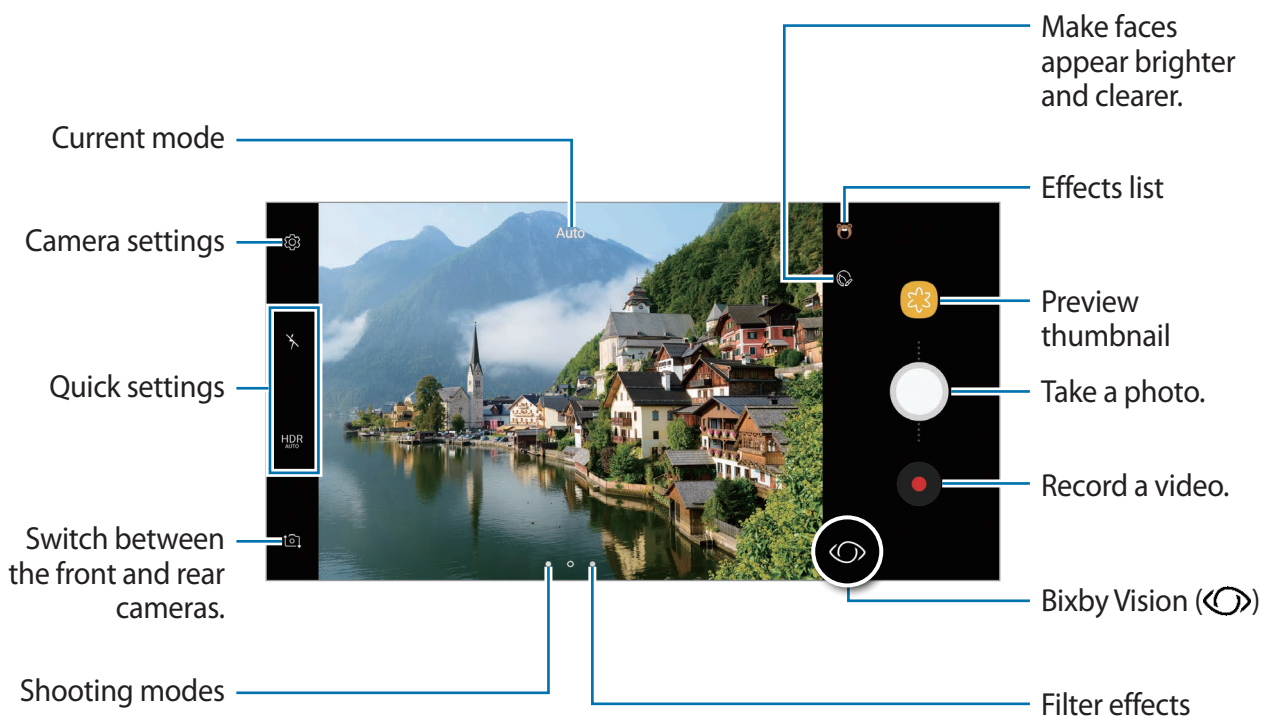 Make faces
appear brighter
and clearer.
Current mode
Effects list
Camera settings
Auto
Preview
thumbnail
Quick settings
Take a photo.
HDR
AUTO
Record a video.
Switch between
the front and rear
cameras.
Bixby Vision ( )
Shooting modes
Filter effects